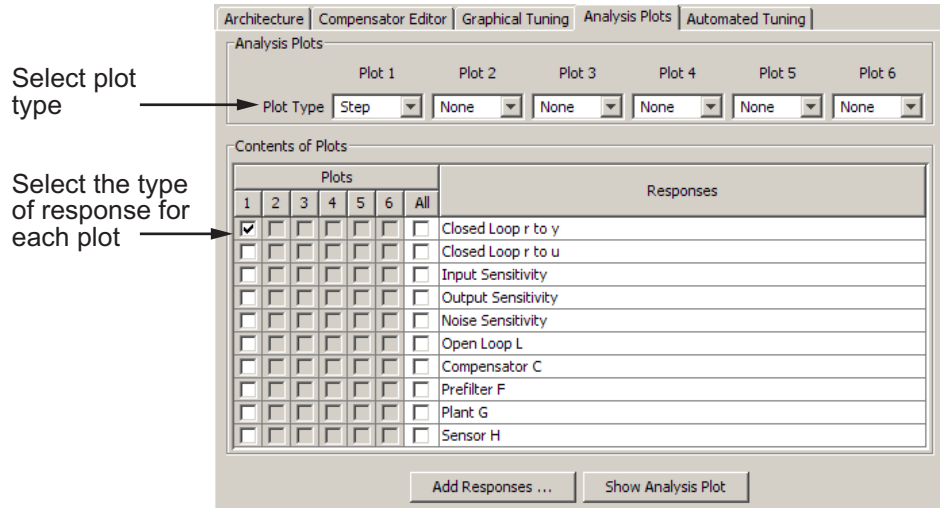 Architecture Compensator Editor Graphical Tuning Analysis Plots Automated Tuning
Analysis Plots
Plot 1 Plot 2 Plot 3 Plot 4 Plot 5 Plot 6
Select plot
type
Plot Type Step None None None None None
Contents of Plots
Plots
Responses
1 2 3 4 5 6 All
Select the type
of response for
each plot
Closed Loop r to y
Closed Loop r to u
Input Sensitivity
Output Sensitivity
Noise Sensitivity
Open Loop L
Compensator C
Prefilter F
Plant G
Sensor H
Add Responses ... Show Analysis Plot